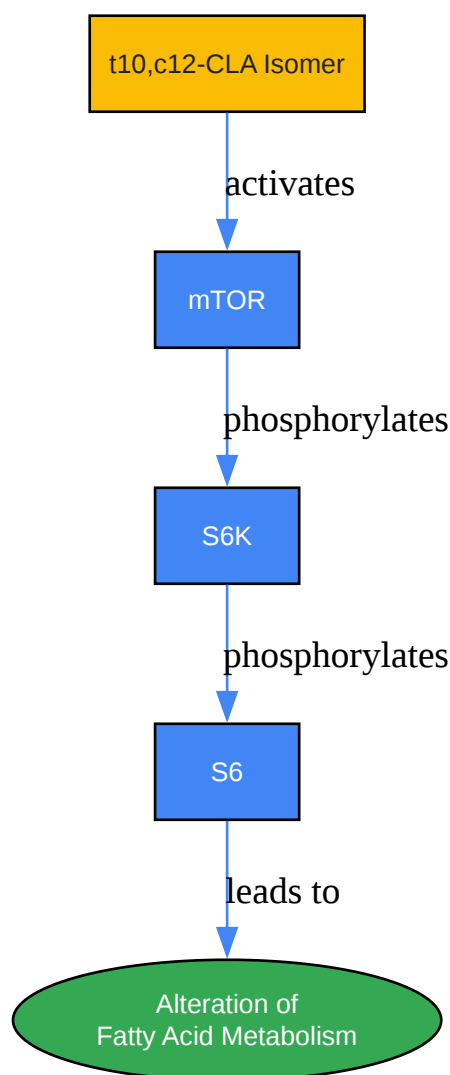 t10,c12-CLA Isomer
activates
mTOR
phosphorylates
S6K
phosphorylates
S6
leads to
Alteration of
Fatty Acid Metabolism